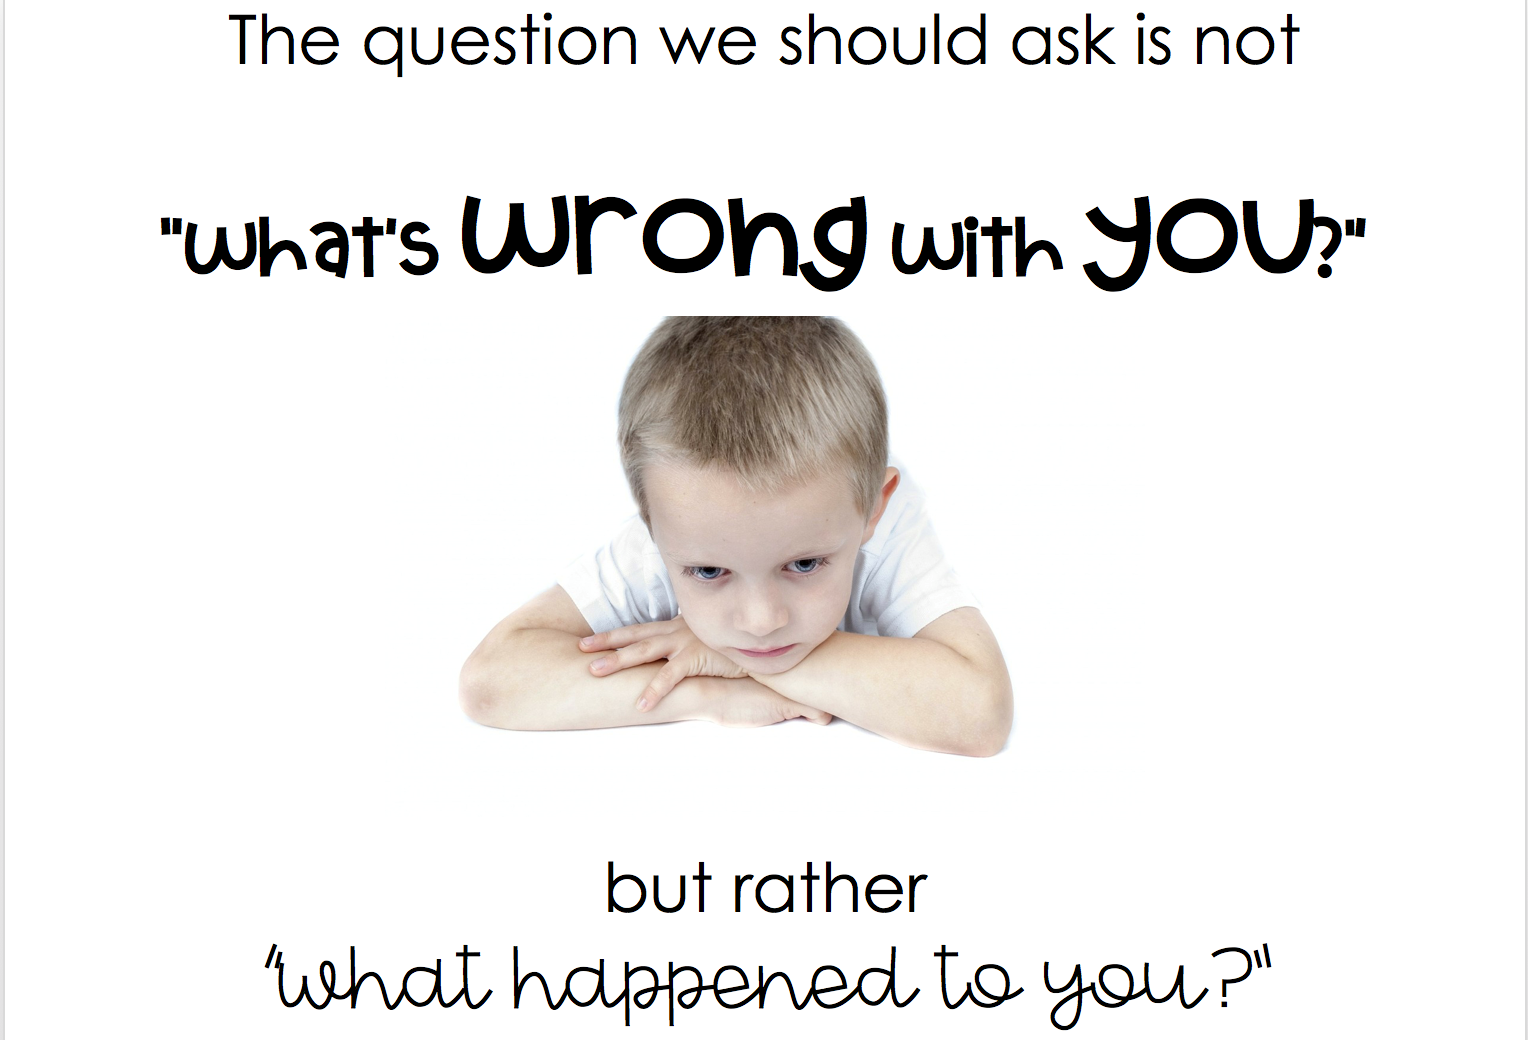 The question we should ask is not
"what's wrong with you?"
but rather
"what happened to you?"